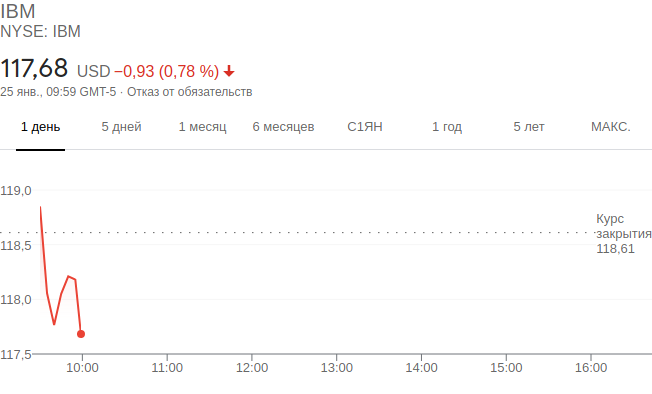 IBM
NYSE: IBM
117,68 USD −0,93 (0,78 %)
25 янв., 09:59 GMT-5 · Отказ от обязательств
1 день 5 дней 1 месяц 6 месяцев С1ЯН 1 год 5 лет МАКС.
119,0
Курс
закрытия
118,5
118,61
118,0
117,5
10:00 11:00 12:00 13:00 14:00 15:00 16:00